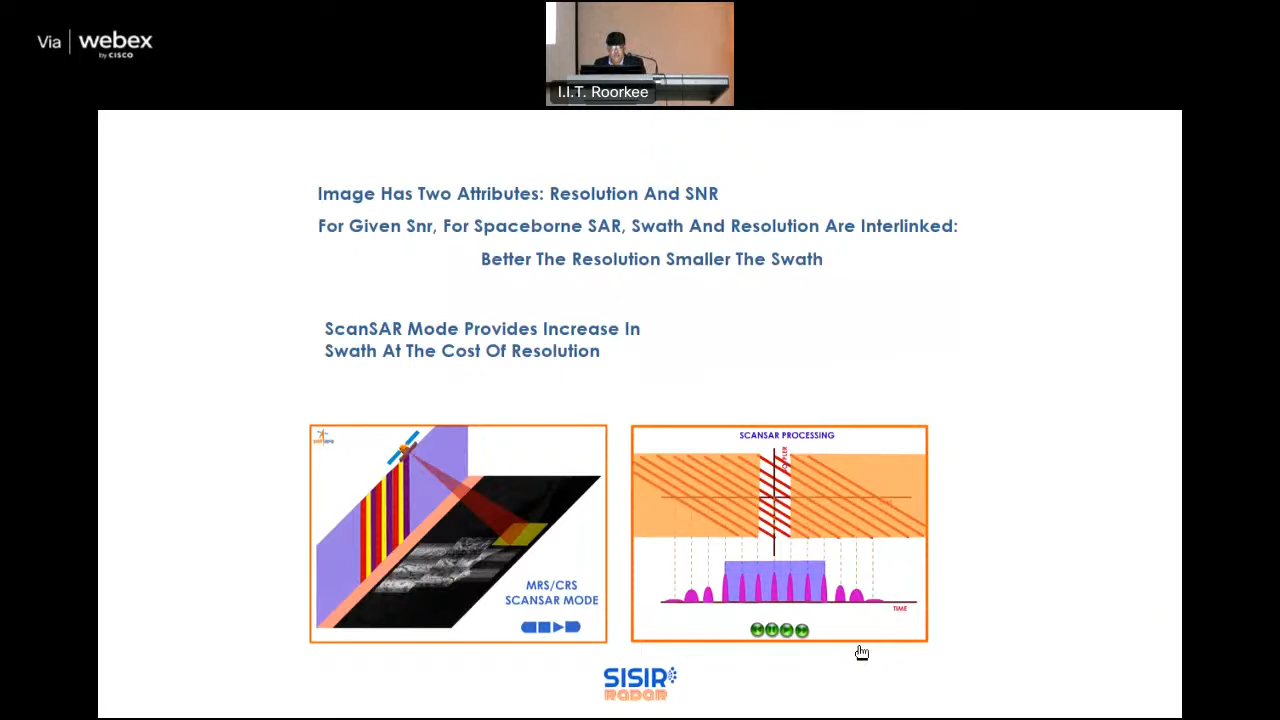 Via
webex
by CISCO
I.I.T. Roorkee
Image Has Two Attributes: Resolution And SNR
For Given Snr, For Spaceborne SAR, Swath And Resolution Are Interlinked:
Better The Resolution Smaller The Swath
ScanSAR Mode Provides Increase In
Swath At The Cost Of Resolution
MRS/CRS
SCANSAR MODE
SCANSAR PROCESSING
TIME
SISIR
RADAR